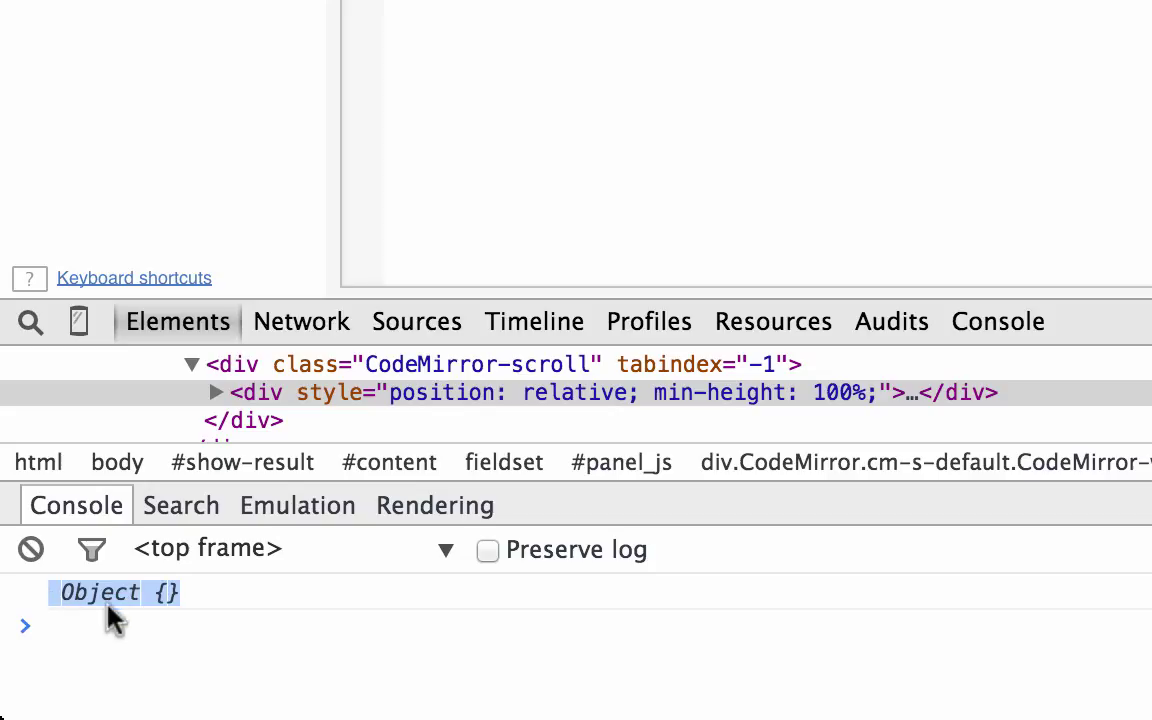 ? Keyboard shortcuts
Elements Network Sources Timeline Profiles Resources Audits Console
▼<div class="CodeMirror-scroll" tabindex="-1">
▶<div style="position: relative; min-height: 100%;">…</div>
</div>
html body #show-result #content fieldset #panel_js div.CodeMirror.cm-s-default.CodeMirror-
Console Search Emulation Rendering
<top frame> ▼ Preserve log
Object {}
>